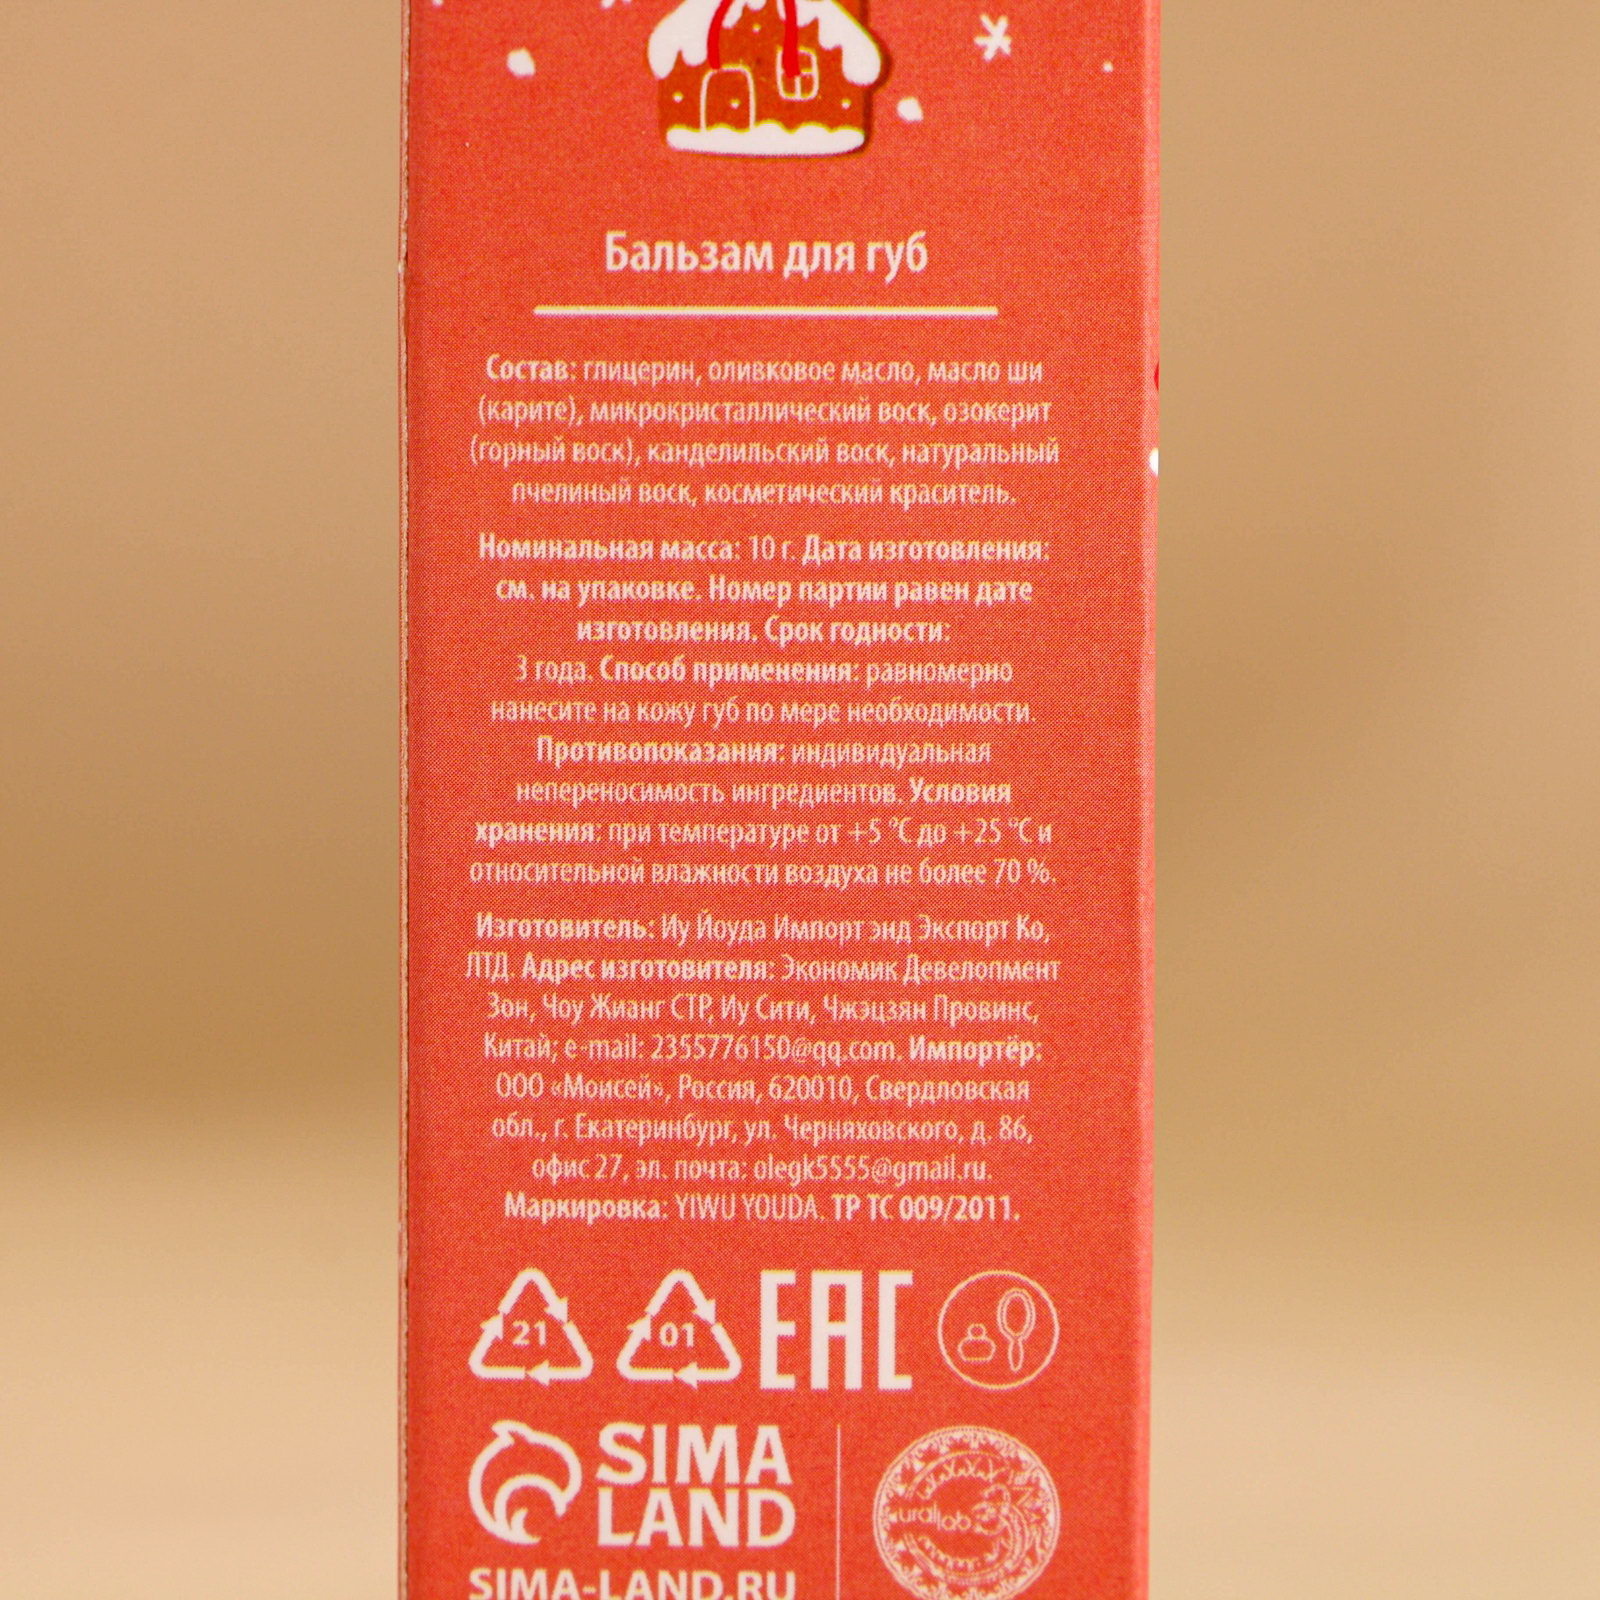 Бальзам для губ
Состав: глицерин, оливковое масло, масло ши
(карите), микрокристаллический воск, озокерит
(горный воск), канделильский воск, натуральный
пчелиный воск, косметический краситель.
Номинальная масса: 10 г. Дата изготовления:
см. на упаковке. Номер партии равен дате
изготовления. Срок годности:
3 года. Способ применения: равномерно
нанесите на кожу губ по мере необходимости.
Противопоказания: индивидуальная
непереносимость ингредиентов. Условия
хранения: при температуре от +5 °С до +25 °С и
относительной влажности воздуха не более 70 %.
Изготовитель: Иу Йоуда Импорт энд Экспорт Ко,
ЛТД. Адрес изготовителя: Экономик Девелопмент
Зон, Чоу Жианг СТР, Иу Сити, Чжэцзян Провинс,
Китай; e-mail: 2355776150@qq.com. Импортёр:
ООО «Моисей», Россия, 620010, Свердловская
обл., г. Екатеринбург, ул. Черняховского, д. 86,
офис 27, эл. почта: olegk5555@gmail.ru.
Маркировка: YIWU YOUDA. ТР ТС 009/2011.
21 01 EAC
SIMA
LAND
urallab
SIMA-LAND.RU